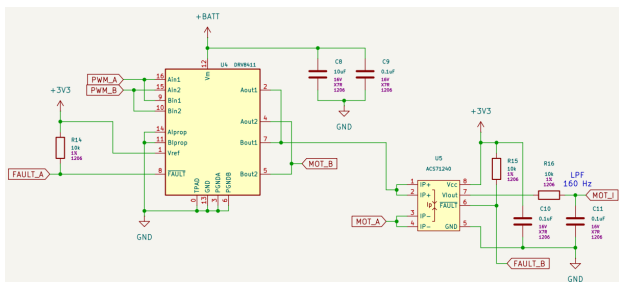 +BATT
U4 DRV8411
12
Vm
C8
10uF
16V
X7R
1206
C9
0.1uF
16V
X7R
1206
GND
PWM_A
PWM_B
16 Ain1
15 Ain2
9 Bin1
10 Bin2
Aout1 2
Aout2 4
Bout1 7
Bout2 5
14 AIprop
11 BIprop
1 Vref
8 FAULT
TPAD GND PGNDA PGNDB
0 13 3 6
GND
+3V3
R14
10k
1%
1206
FAULT_A
MOT_B
+3V3
U5
ACS71240
1 IP+
2 IP+
3 IP-
4 IP-
Ip
Vcc 8
VIout 7
FAULT 6
GND 5
MOT_A
R15
10k
1%
1206
R16
10k
1%
1206
LPF
160 Hz
MOT_I
C10
0.1uF
16V
X7R
1206
C11
0.1uF
16V
X7R
1206
FAULT_B
GND